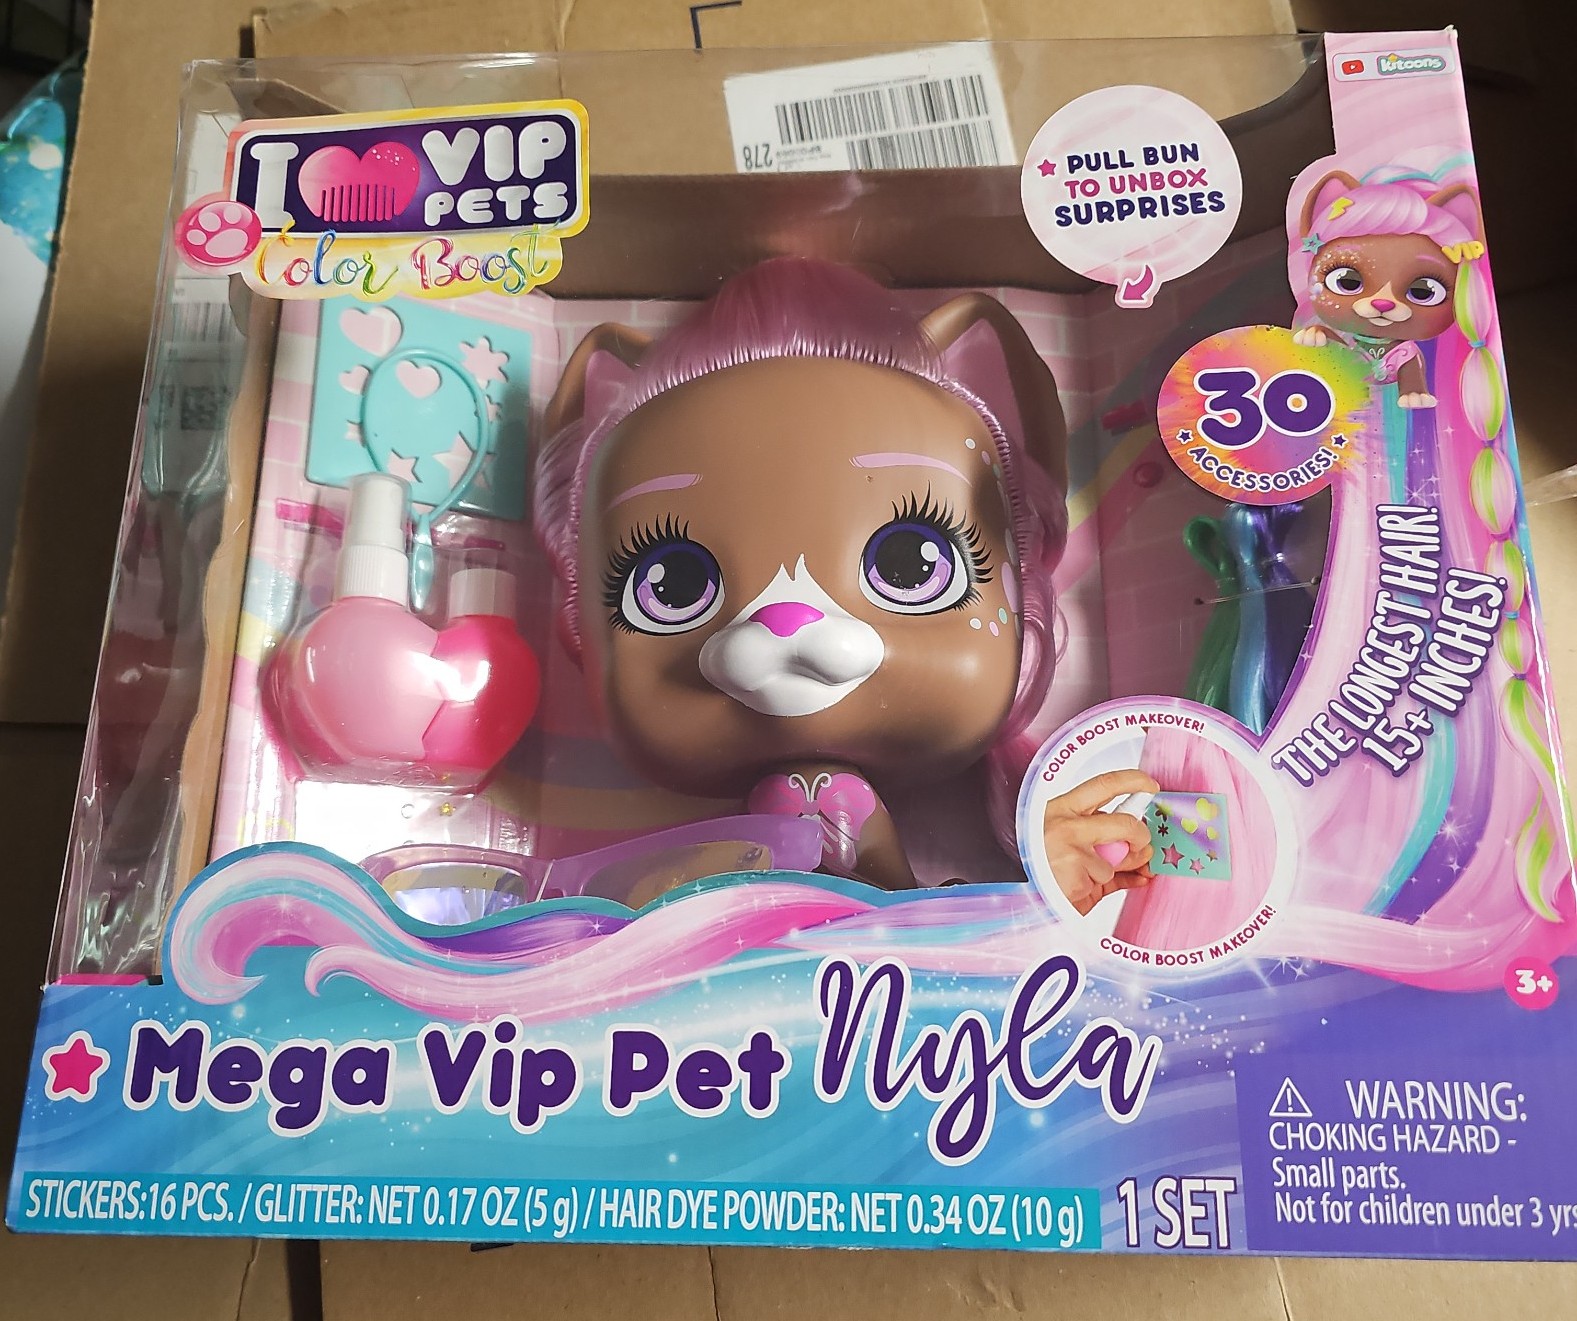 kitoons
I VIP
PETS
Color Boost
278
PULL BUN
TO UNBOX
SURPRISES
VIP
30
ACCESSORIES!
THE LONGEST HAIR!
15+ INCHES!
COLOR BOOST MAKEOVER!
COLOR BOOST MAKEOVER!
3+
Mega Vip Pet Nyla
WARNING:
CHOKING HAZARD -
Small parts.
Not for children under 3 yrs
STICKERS:16 PCS. / GLITTER: NET 0.17 OZ (5 g) / HAIR DYE POWDER: NET 0.34 OZ (10 g)
1 SET